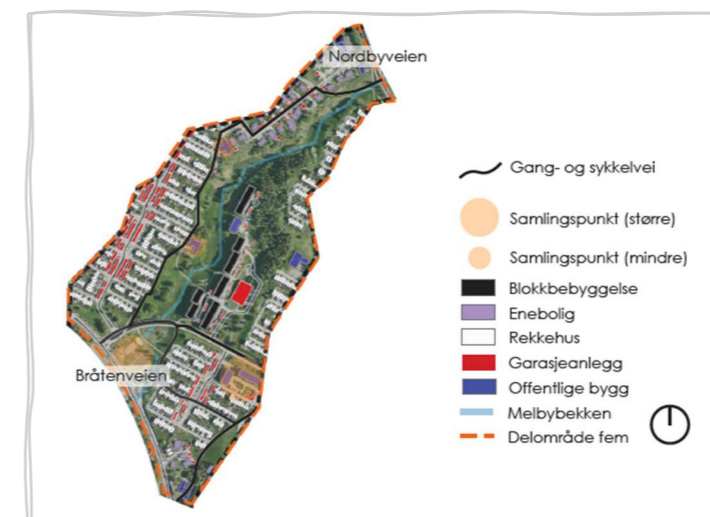 Nordbyveien
Bråtenveien
Gang- og sykkelvei
Samlingspunkt (større)
Samlingspunkt (mindre)
Blokkbebyggelse
Enebolig
Rekkehus
Garasjeanlegg
Offentlige bygg
Melbybekken
Delområde fem